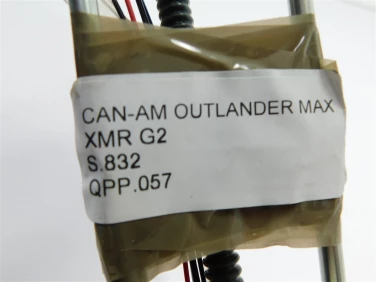 CAN-AM OUTLANDER MAX
XMR G2
S.832
QPP.057